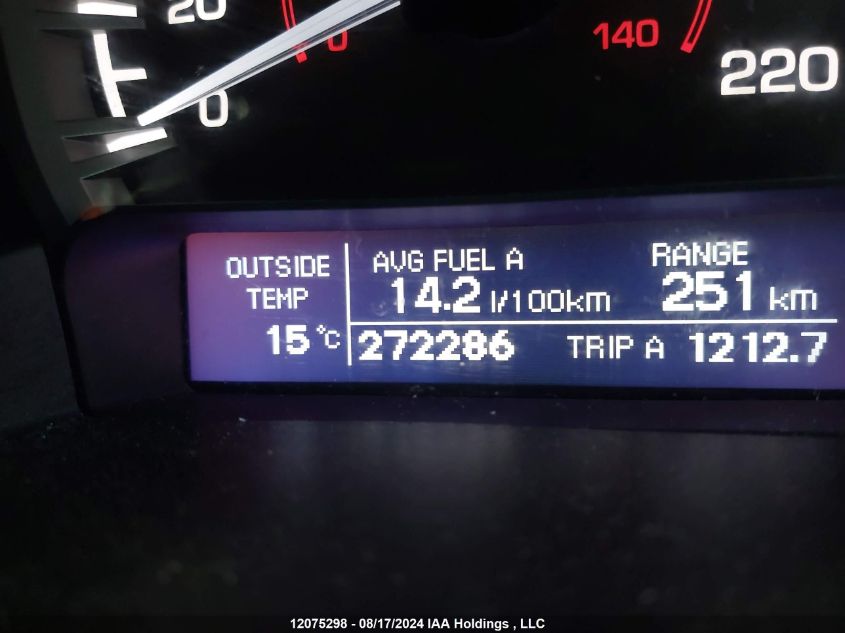 20
0
0
140
220
OUTSIDE
TEMP
15 °C
AVG FUEL A
14.2 l/100km
RANGE
251 km
272286
TRIP A 1212.7
12075298 - 08/17/2024 IAA Holdings , LLC